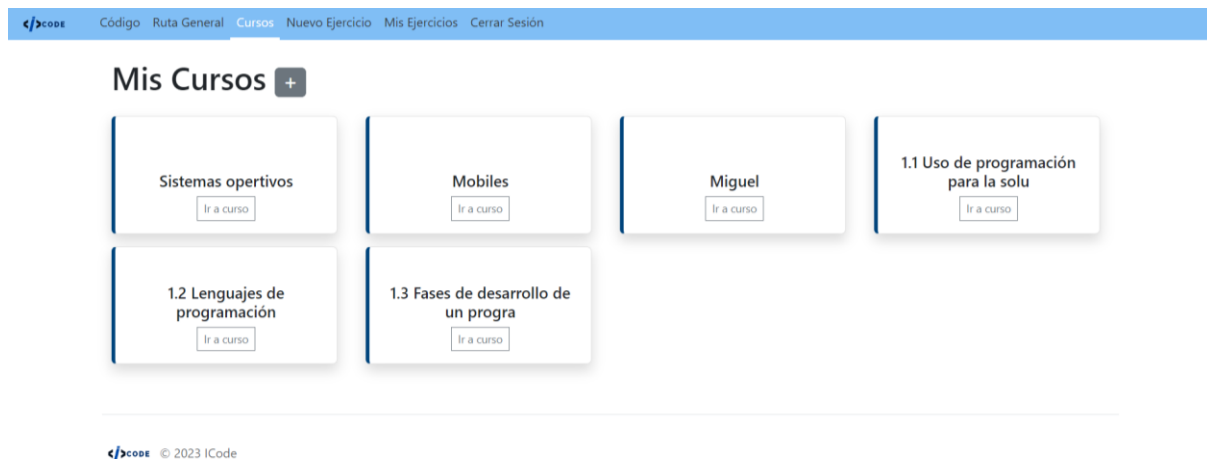 </>CODE Código Ruta General Cursos Nuevo Ejercicio Mis Ejercicios Cerrar Sesión
Mis Cursos +
Sistemas opertivos
Ir a curso
Mobiles
Ir a curso
Miguel
Ir a curso
1.1 Uso de programación
para la solu
Ir a curso
1.2 Lenguajes de
programación
Ir a curso
1.3 Fases de desarrollo de
un progra
Ir a curso
</>CODE © 2023 ICode